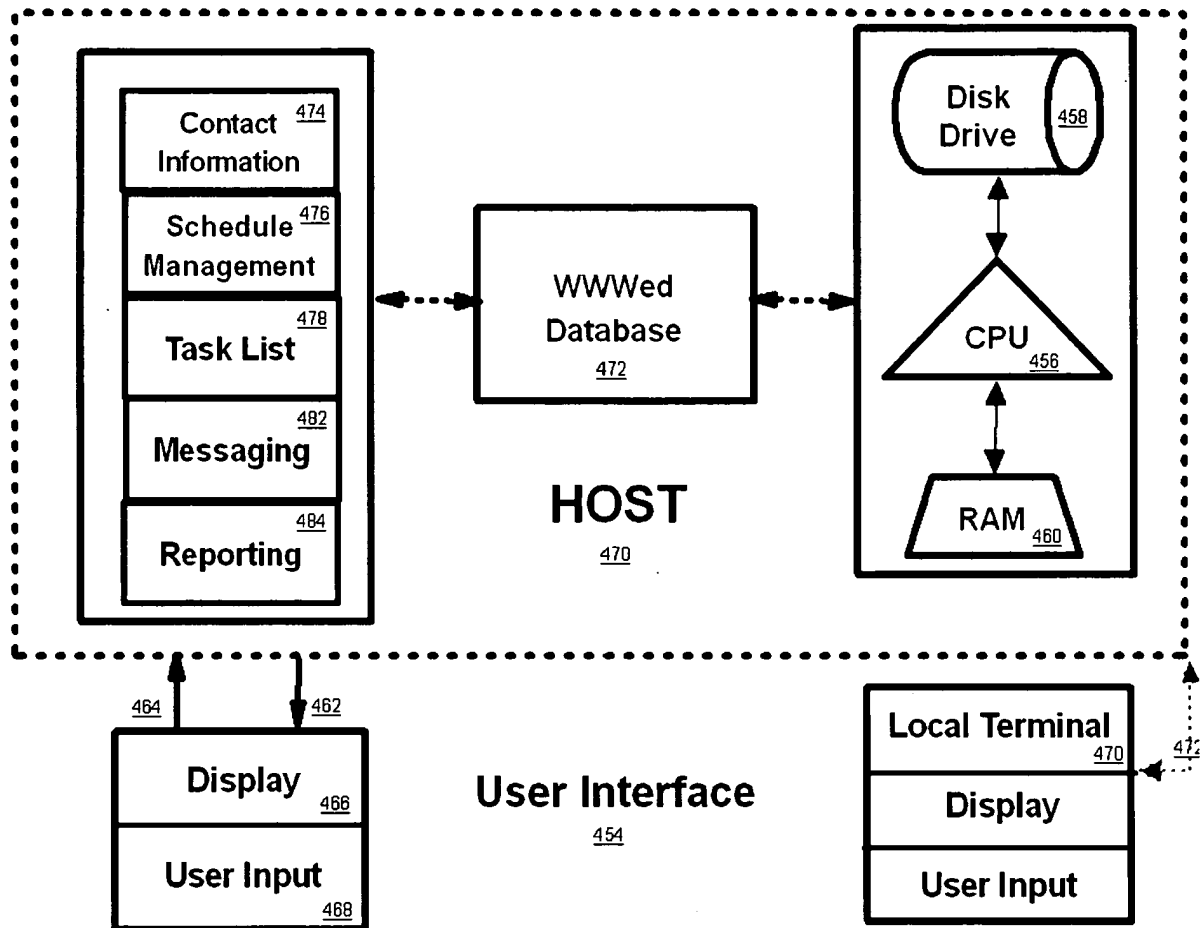 474
Contact
Information
476
Schedule
Management
478
Task List
482
Messaging
484
Reporting
WWWed
Database
472
HOST
470
Disk
Drive
458
CPU
456
RAM
460
464
462
Display
466
User Input
468
User Interface
454
Local Terminal
470
472
Display
User Input